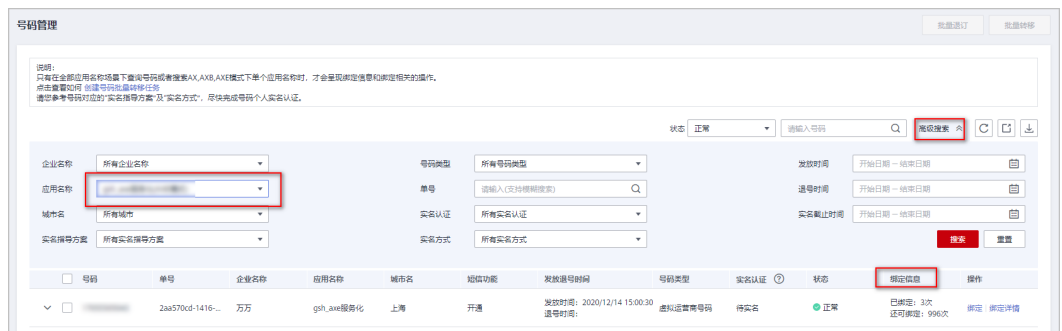 号码管理
批量退订
批量转移
说明：
只有在全部应用名称场景下查询号码或者搜索AX,AXB,AXE模式下单个应用名称时，才会呈现绑定信息和绑定相关的操作。
点击查看如何 创建号码批量转移任务
请您参考号码对应的"实名指导方案"及"实名方式"，尽快完成号码个人实名认证。
状态 正常 请输入号码 高级搜索
企业名称 所有企业名称 号码类型 所有号码类型 发放时间 开始日期 – 结束日期
应用名称 单号 请输入(支持模糊搜索) 退号时间 开始日期 – 结束日期
城市名 所有城市 实名认证 所有实名认证 实名截止时间 开始日期 – 结束日期
实名指导方案 所有实名指导方案 实名方式 所有实名方式 搜索 重置
号码 单号 企业名称 应用名称 城市名 短信功能 发放退号时间 号码类型 实名认证 状态 绑定信息 操作
2aa570cd-1416-... 万万 gsh_axe服务化 上海 开通 发放时间：2020/12/14 15:00:30 虚拟运营商号码 待实名 正常 已绑定：3次 绑定 绑定详情
退号时间： 还可绑定：996次